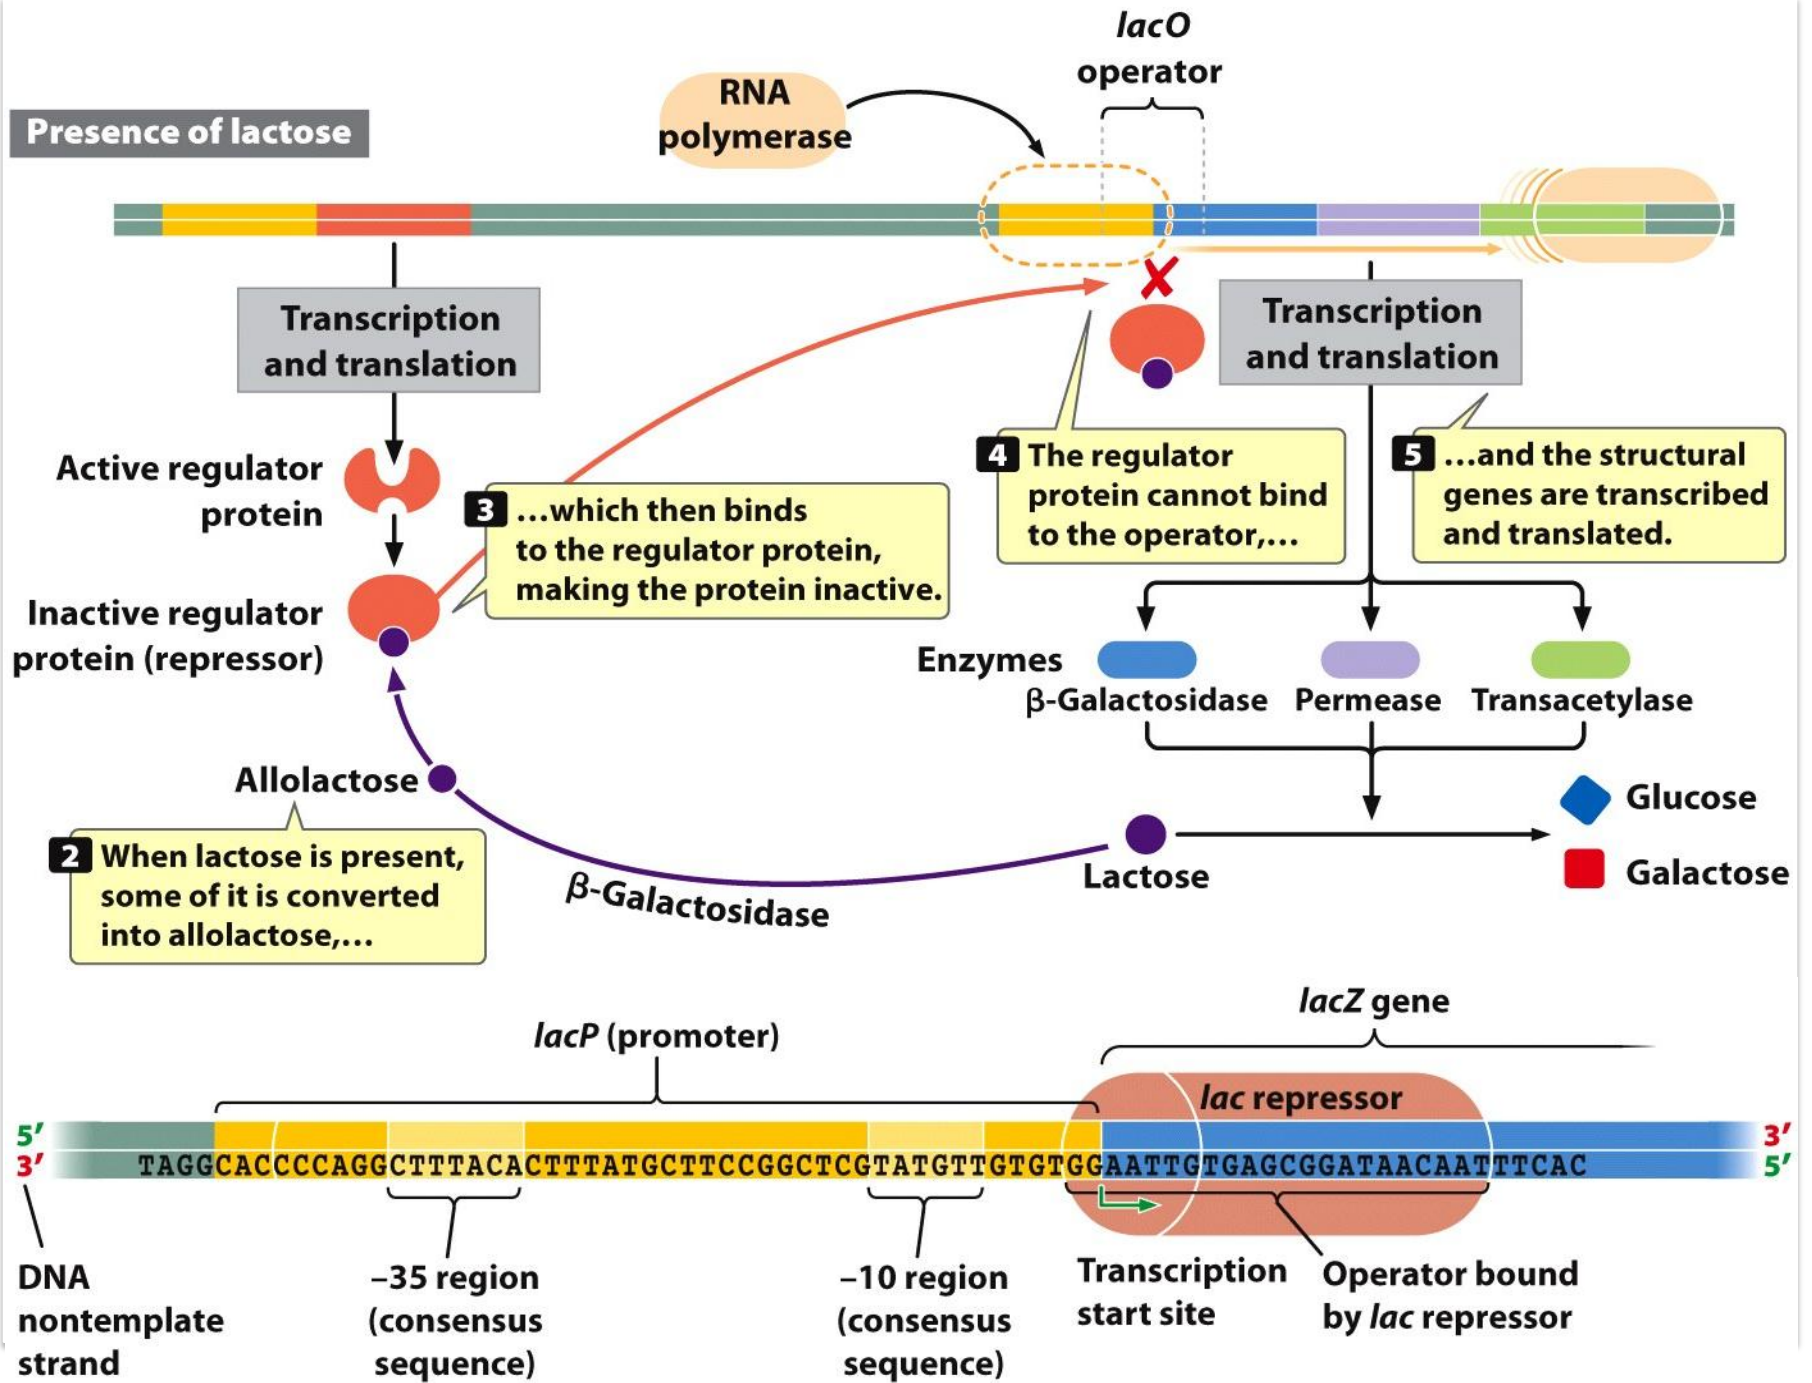 lacO
operator
RNA
polymerase
Presence of lactose
Transcription
and translation
Transcription
and translation
Active regulator
protein
3 ...which then binds
to the regulator protein,
making the protein inactive.
4 The regulator
protein cannot bind
to the operator,...
5 ...and the structural
genes are transcribed
and translated.
Inactive regulator
protein (repressor)
Enzymes
β-Galactosidase
Permease
Transacetylase
Allolactose
2 When lactose is present,
some of it is converted
into allolactose,...
β-Galactosidase
Lactose
Glucose
Galactose
lacZ gene
lacP (promoter)
lac repressor
5′
3′
3′
5′
TAGGCACCCCAGGCTTTACACTTTATGCTTCCGGCTCGTATGTTGTGTGGAATTGTGAGCGGATAACAATTTCAC
DNA
nontemplate
strand
–35 region
(consensus
sequence)
–10 region
(consensus
sequence)
Transcription
start site
Operator bound
by lac repressor